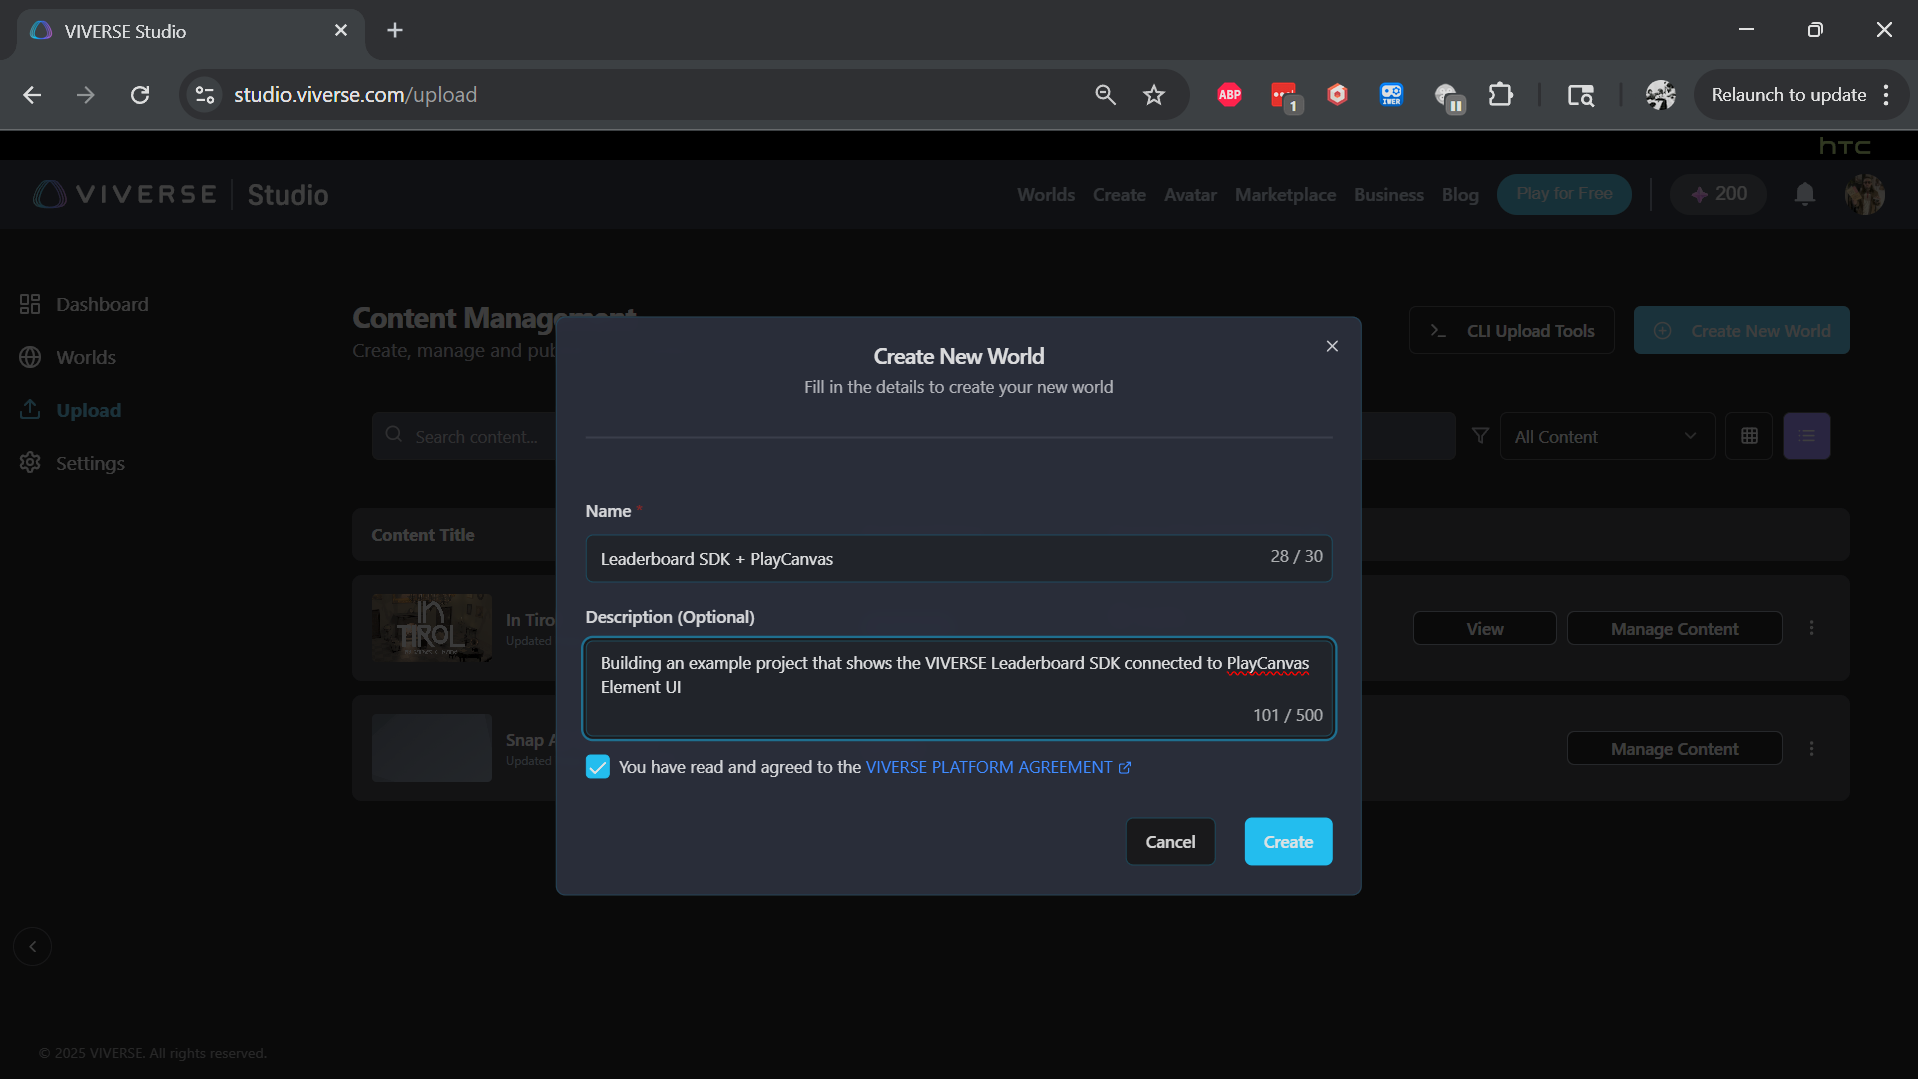 VIVERSE Studio
studio.viverse.com/upload
ABP
1
IWER
Relaunch to update
hTC
VIVERSE | Studio
Worlds
Create
Avatar
Marketplace
Business
Blog
Play for Free
200
Dashboard
Worlds
Upload
Settings
Content Management
Create, manage and pub
CLI Upload Tools
Create New World
Search content...
All Content
Content Title
IN
TIROL
In Tiro
Updated
View
Manage Content
Snap A
Updated
Manage Content
Create New World
Fill in the details to create your new world
Name *
Leaderboard SDK + PlayCanvas
28 / 30
Description (Optional)
Building an example project that shows the VIVERSE Leaderboard SDK connected to PlayCanvas
Element UI
101 / 500
You have read and agreed to the VIVERSE PLATFORM AGREEMENT
Cancel
Create
© 2025 VIVERSE. All rights reserved.